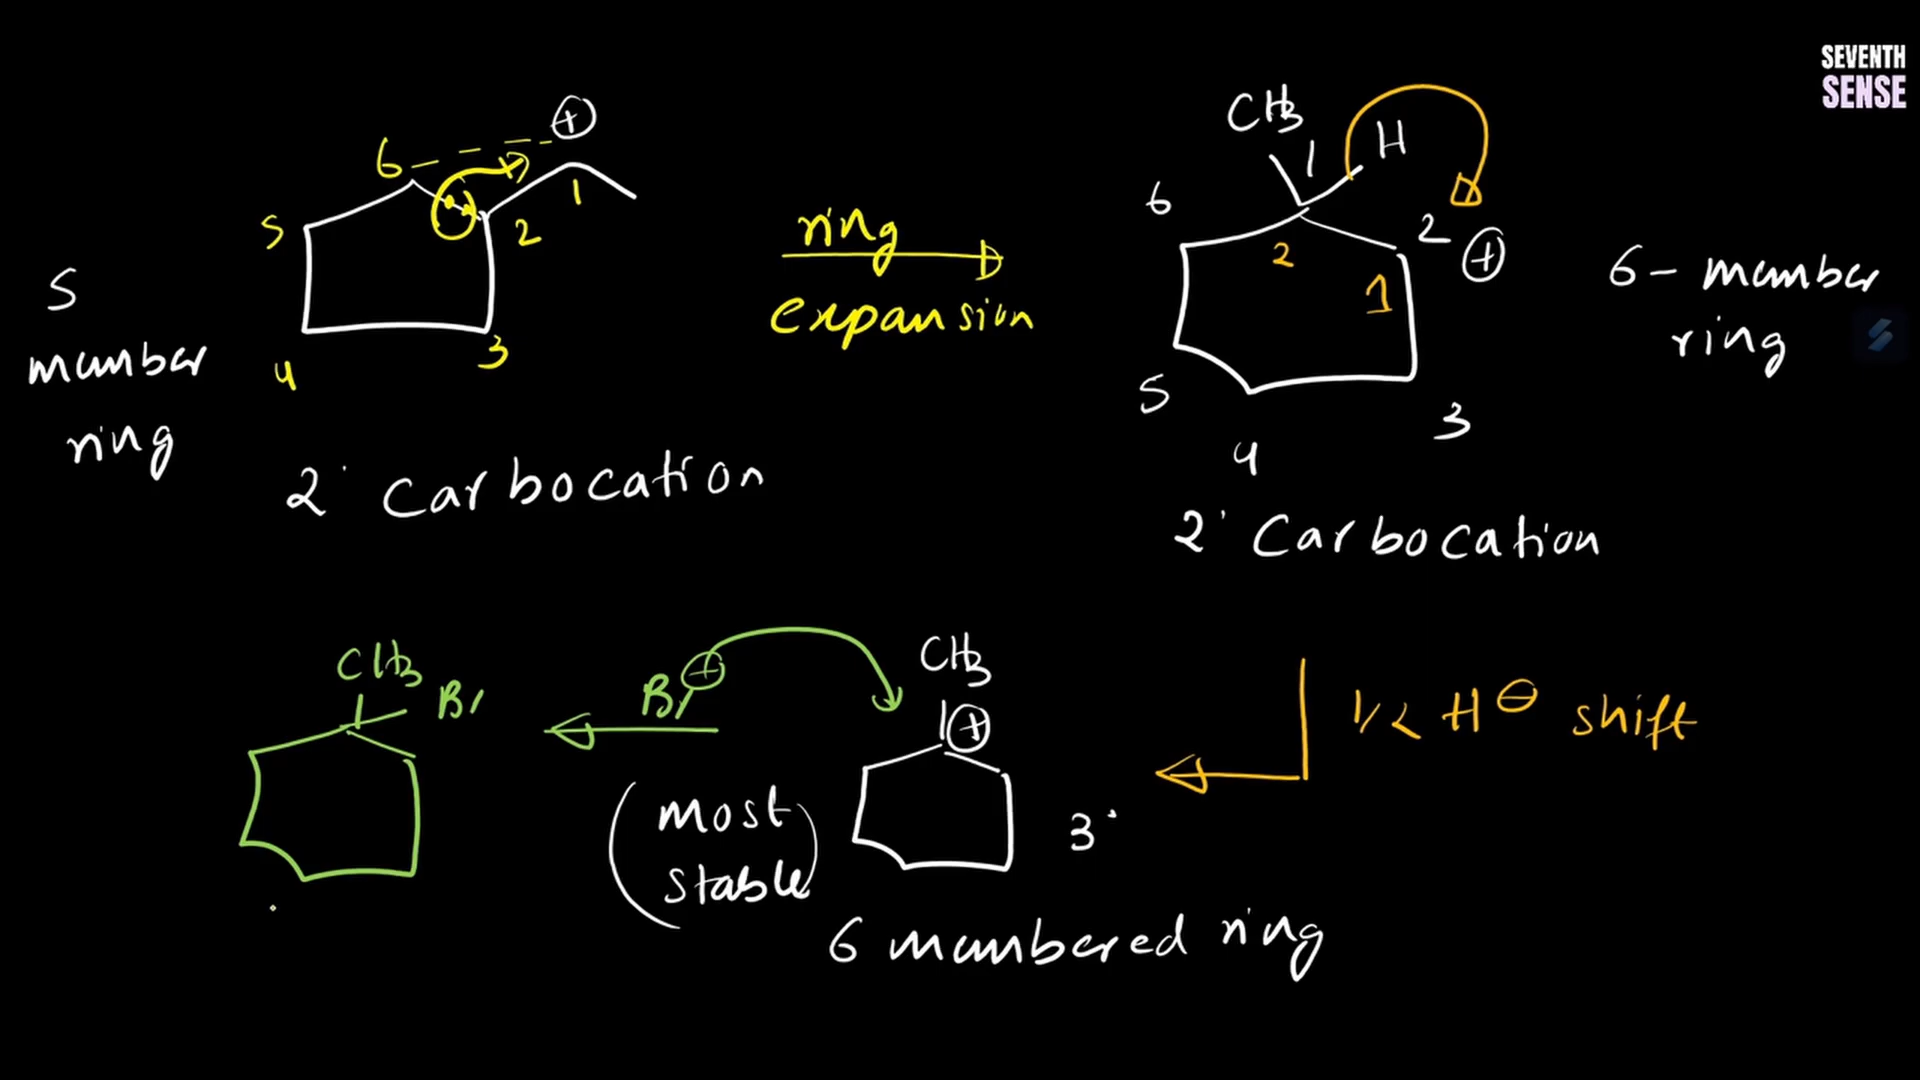 SEVENTH
SENSE
+
6
1
5
2
4
3
5
member
ring
2° Carbocation
ring
expansion
CH3
H
6
2
2
+
1
5
3
4
6- member
ring
2° Carbocation
CH3
Br
Br +
CH3
+
(most
stable)
3°
6 membered ring
1/2 H⊖ shift